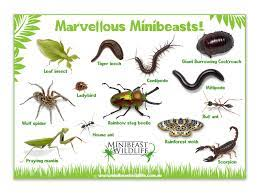 Marvellous Minibeasts!
Leaf insect
Tiger leech
Centipede
Giant Burrowing Cockroach
Ladybird
Millipede
Wolf spider
Rainbow stag beetle
Bull ant
House ant
Rainforest snail
MINIBEAST
WILDLIFE
Praying mantis
Scorpion